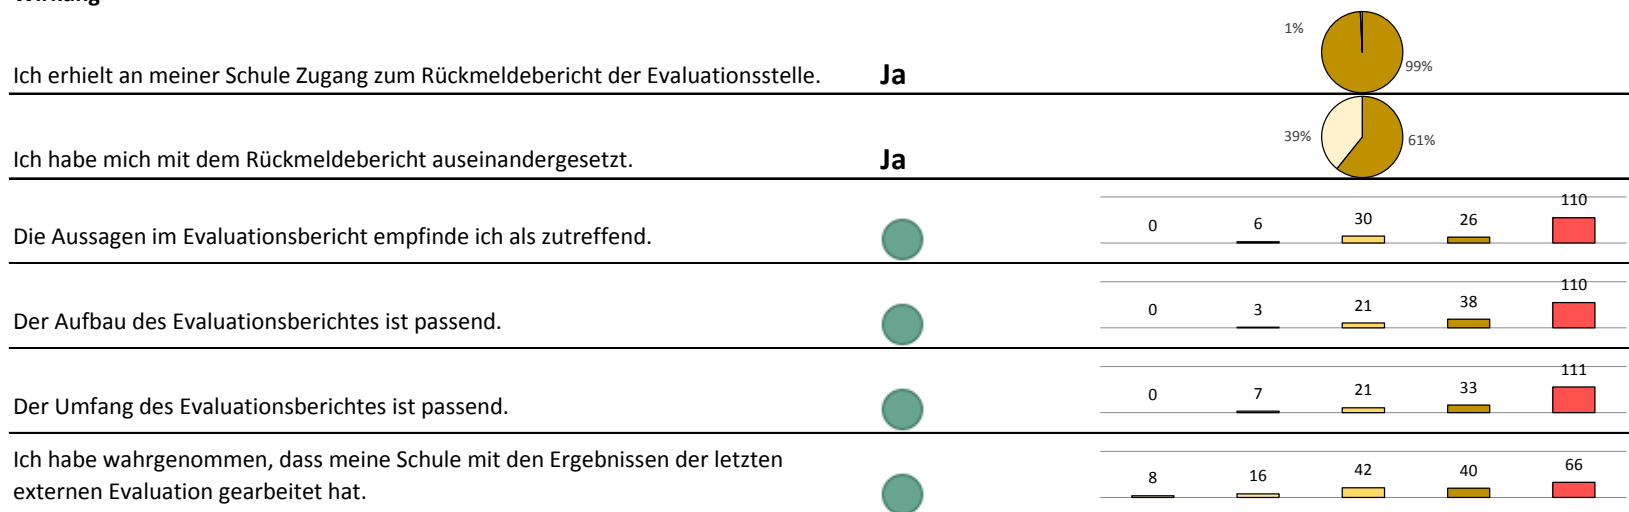 Wirkung
1%
99%
Ich erhielt an meiner Schule Zugang zum Rückmeldebericht der Evaluationsstelle. Ja
39%
61%
Ich habe mich mit dem Rückmeldebericht auseinandergesetzt. Ja
110
0 6 30 26
Die Aussagen im Evaluationsbericht empfinde ich als zutreffend.
110
0 3 21 38
Der Aufbau des Evaluationsberichtes ist passend.
111
0 7 21 33
Der Umfang des Evaluationsberichtes ist passend.
Ich habe wahrgenommen, dass meine Schule mit den Ergebnissen der letzten
externen Evaluation gearbeitet hat.
8 16 42 40 66